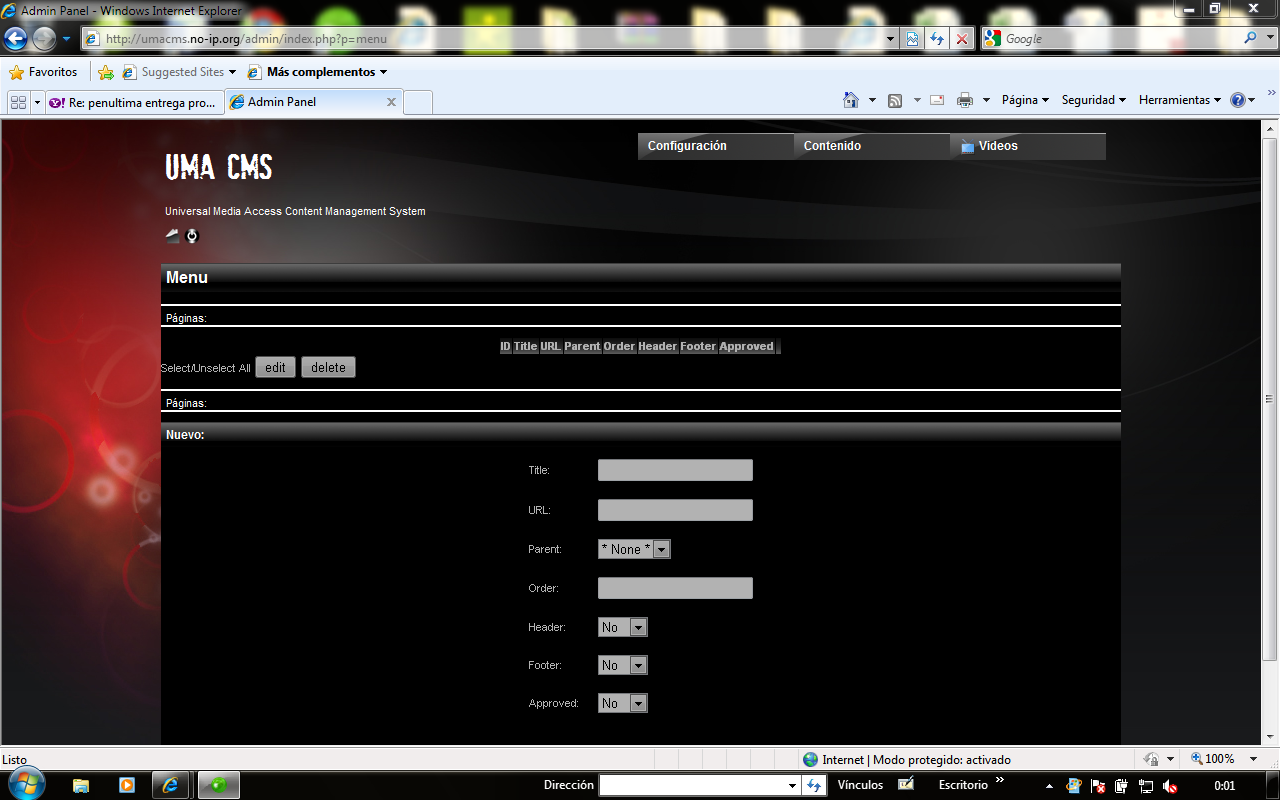 Admin Panel - Windows Internet Explorer
http://umacms.no-ip.org/admin/index.php?p=menu
Google
Favoritos Suggested Sites Más complementos
Re: penultima entrega pro... Admin Panel Página Seguridad Herramientas
Configuración Contenido Videos
UMA CMS
Universal Media Access Content Management System
Menu
Páginas:
ID Title URL Parent Order Header Footer Approved
Select/Unselect All edit delete
Páginas:
Nuevo:
Title:
URL:
Parent: * None *
Order:
Header: No
Footer: No
Approved: No
Listo Internet | Modo protegido: activado 100%
Dirección Vínculos Escritorio 0:01